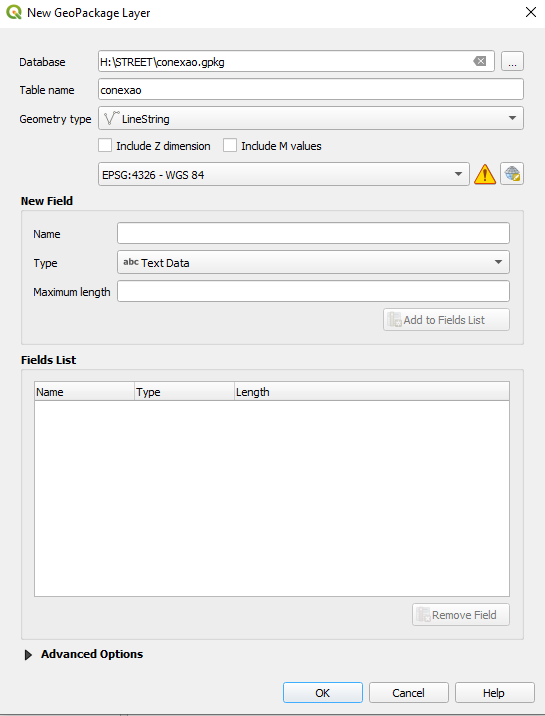 New GeoPackage Layer
Database H:\STREET\conexao.gpkg ...
Table name conexao
Geometry type LineString
Include Z dimension Include M values
EPSG:4326 - WGS 84
New Field
Name
Type abc Text Data
Maximum length
Add to Fields List
Fields List
Name Type Length
Remove Field
Advanced Options
OK Cancel Help